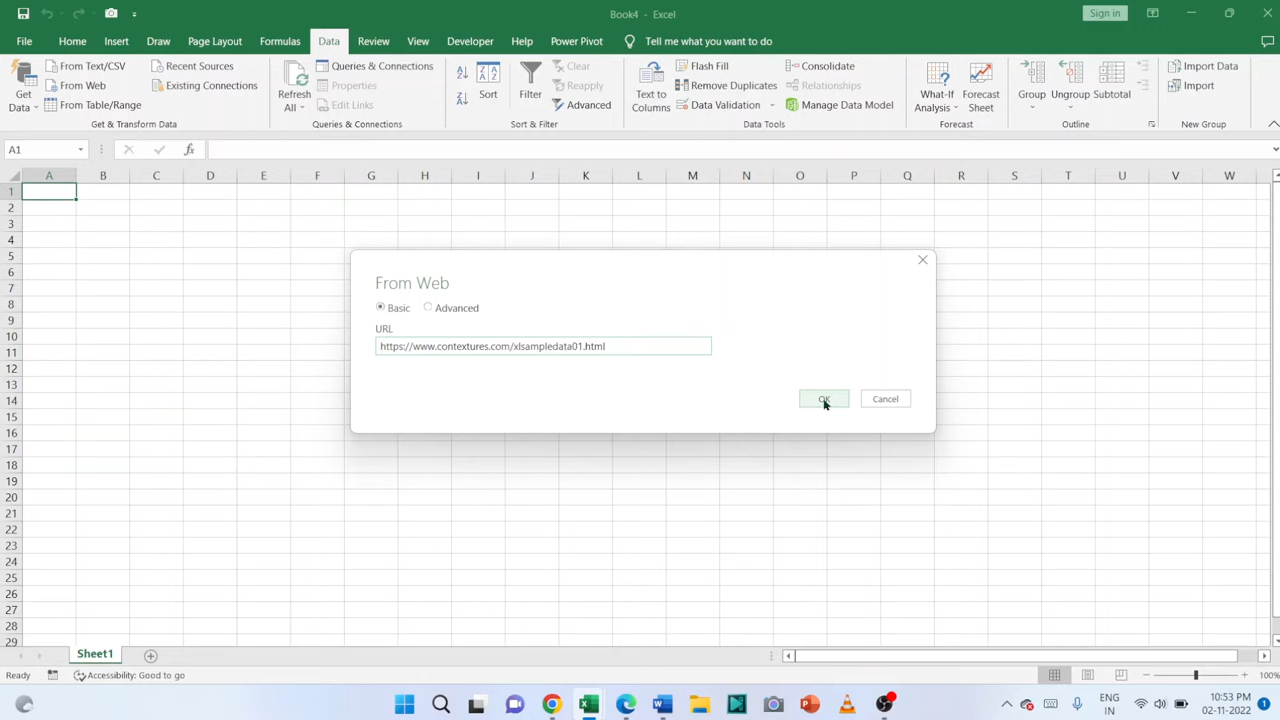 Book4 - Excel
Sign in
File Home Insert Draw Page Layout Formulas Data Review View Developer Help Power Pivot Tell me what you want to do
Get Data
From Text/CSV
From Web
From Table/Range
Recent Sources
Existing Connections
Get & Transform Data
Refresh All
Queries & Connections
Properties
Edit Links
Queries & Connections
Sort
Filter
Clear
Reapply
Advanced
Sort & Filter
Text to Columns
Flash Fill
Remove Duplicates
Data Validation
Consolidate
Relationships
Manage Data Model
Data Tools
What-If Analysis
Forecast Sheet
Forecast
Group
Ungroup
Subtotal
Outline
Import Data
Import
New Group
A1
fx
A B C D E F G H I J K L M N O P Q R S T U V W
1
2
3
4
5
6
7
8
9
10
11
12
13
14
15
16
17
18
19
20
21
22
23
24
25
26
27
28
29
From Web
Basic Advanced
URL
https://www.contextures.com/xlsampledata01.html
OK Cancel
Sheet1
Ready
Accessibility: Good to go
100%
ENG
IN
10:53 PM
02-11-2022